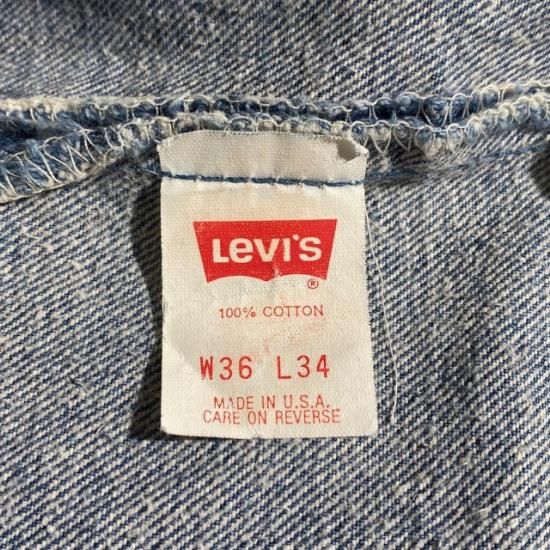 Levi's
®
100% COTTON
W36 L34
MADE IN U.S.A.
CARE ON REVERSE